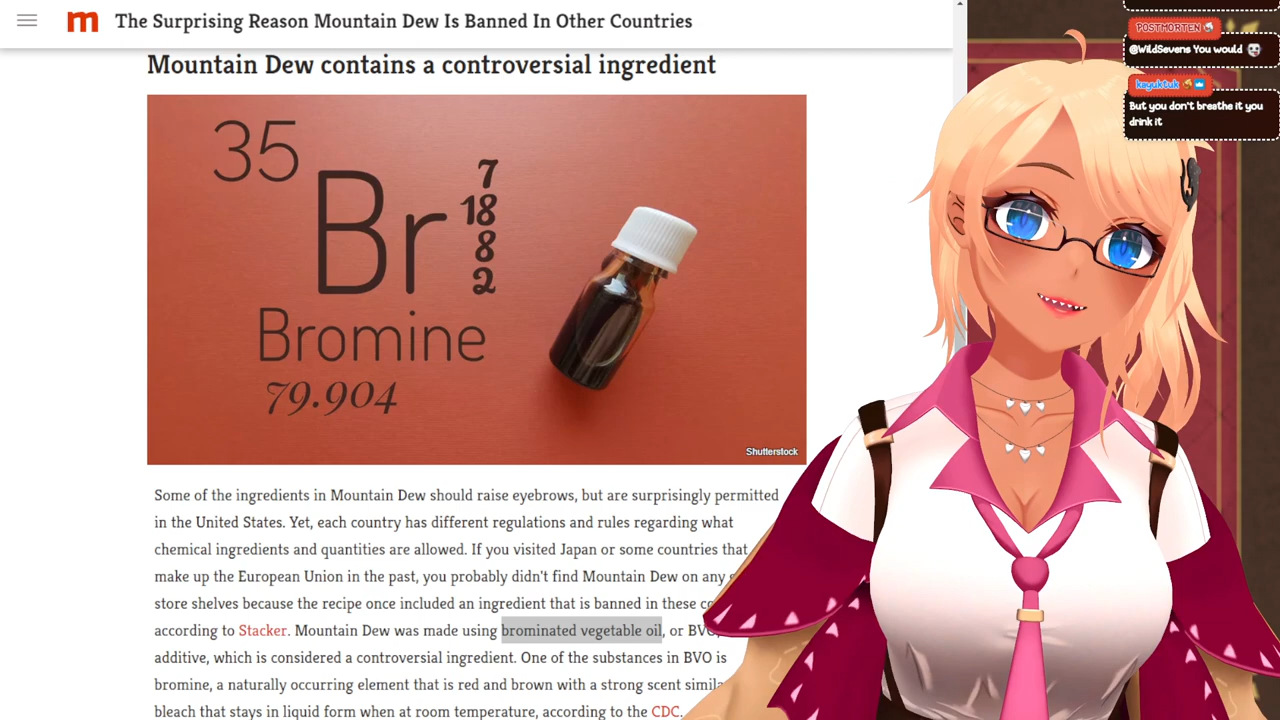 m The Surprising Reason Mountain Dew Is Banned In Other Countries
Mountain Dew contains a controversial ingredient
35
Br
7
18
8
2
Bromine
79.904
Shutterstock
Some of the ingredients in Mountain Dew should raise eyebrows, but are surprisingly permitted
in the United States. Yet, each country has different regulations and rules regarding what
chemical ingredients and quantities are allowed. If you visited Japan or some countries that
make up the European Union in the past, you probably didn't find Mountain Dew on any
store shelves because the recipe once included an ingredient that is banned in these
according to Stacker. Mountain Dew was made using brominated vegetable oil, or
additive, which is considered a controversial ingredient. One of the substances in BVO is
bromine, a naturally occurring element that is red and brown with a strong scent
bleach that stays in liquid form when at room temperature, according to the CDC.
POSTMORTEN
@WildSevens You would
kayuktuk
But you don't breathe it you
drink it